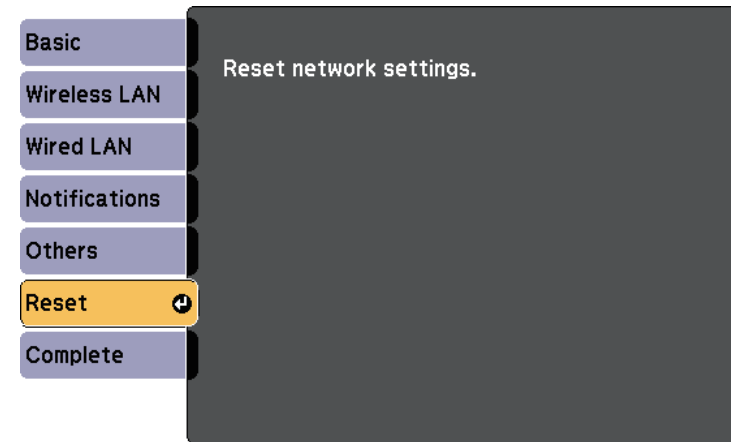 Basic
Wireless LAN
Wired LAN
Notifications
Others
Reset
Complete
Reset network settings.